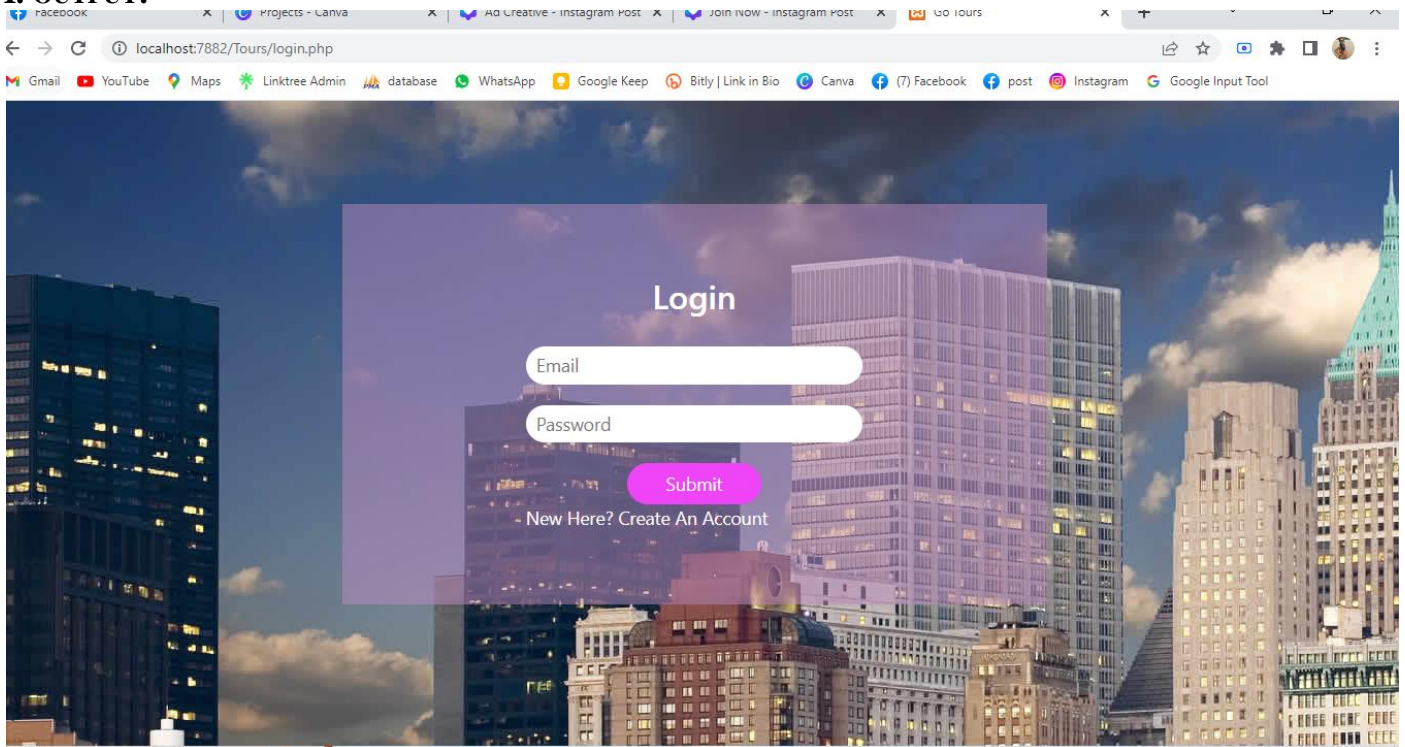 1. OUTPUT:
Facebook Projects - Canva Ad Creative - Instagram Post Join Now - Instagram Post Go Tours
localhost:7882/Tours/login.php
Gmail YouTube Maps Linktree Admin database WhatsApp Google Keep Bitly | Link in Bio Canva (7) Facebook post Instagram Google Input Tool
Login
Email
Password
Submit
New Here? Create An Account